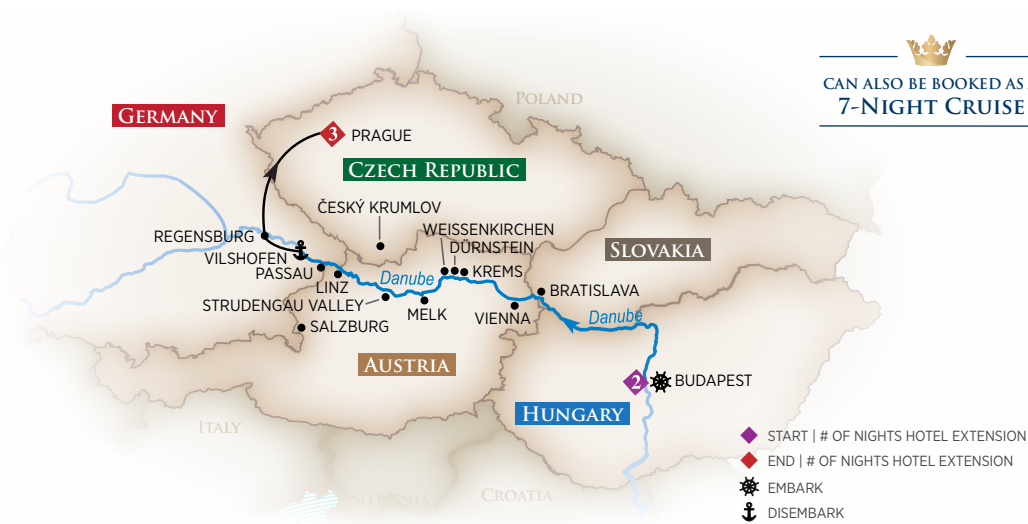 CAN ALSO BE BOOKED AS
7-NIGHT CRUISE
POLAND
GERMANY
3
PRAGUE
CZECH REPUBLIC
ČESKÝ KRUMLOV
WEISSENKIRCHEN
REGENSBURG
DÜRNSTEIN
SLOVAKIA
VILSHOFEN
PASSAU
Danube
KREMS
LINZ
BRATISLAVA
STRUDENGAU VALLEY
MELK
VIENNA
Danube
SALZBURG
AUSTRIA
2
BUDAPEST
HUNGARY
ITALY
START | # OF NIGHTS HOTEL EXTENSION
END | # OF NIGHTS HOTEL EXTENSION
SLOVENIA
CROATIA
EMBARK
DISEMBARK